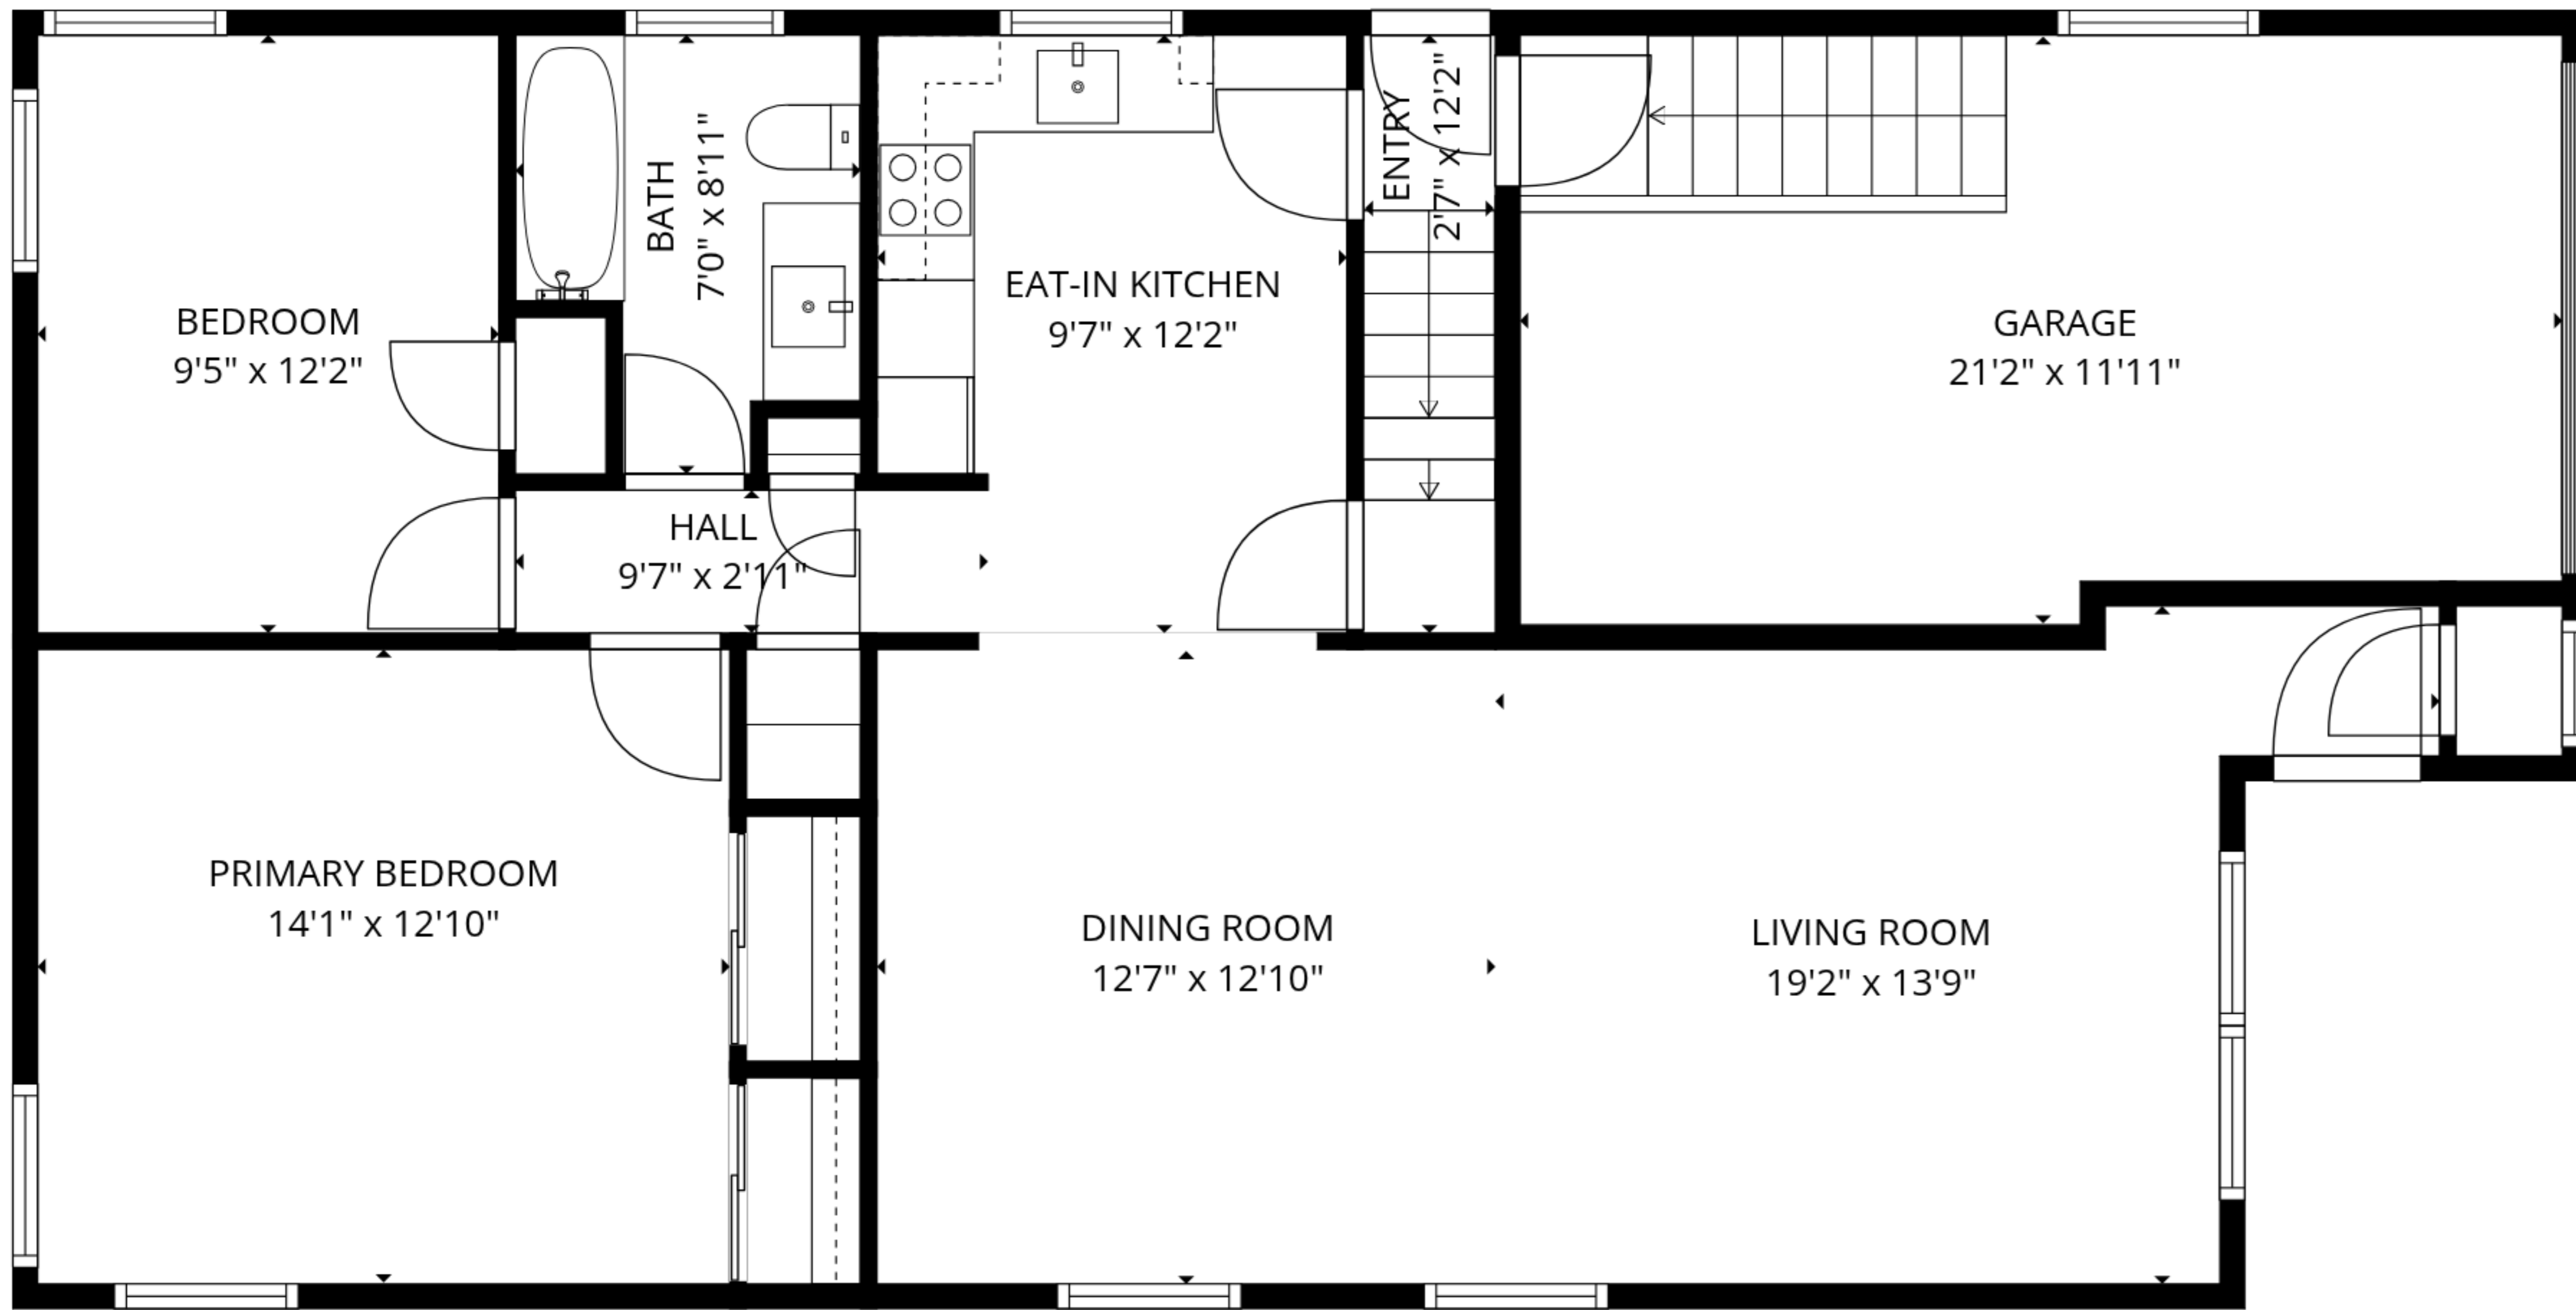 BATH
7'0" x 8'11"
ENTRY
2'7" x 12'2"
EAT-IN KITCHEN
9'7" x 12'2"
BEDROOM
9'5" x 12'2"
GARAGE
21'2" x 11'11"
HALL
9'7" x 2'11"
PRIMARY BEDROOM
14'1" x 12'10"
DINING ROOM
12'7" x 12'10"
LIVING ROOM
19'2" x 13'9"